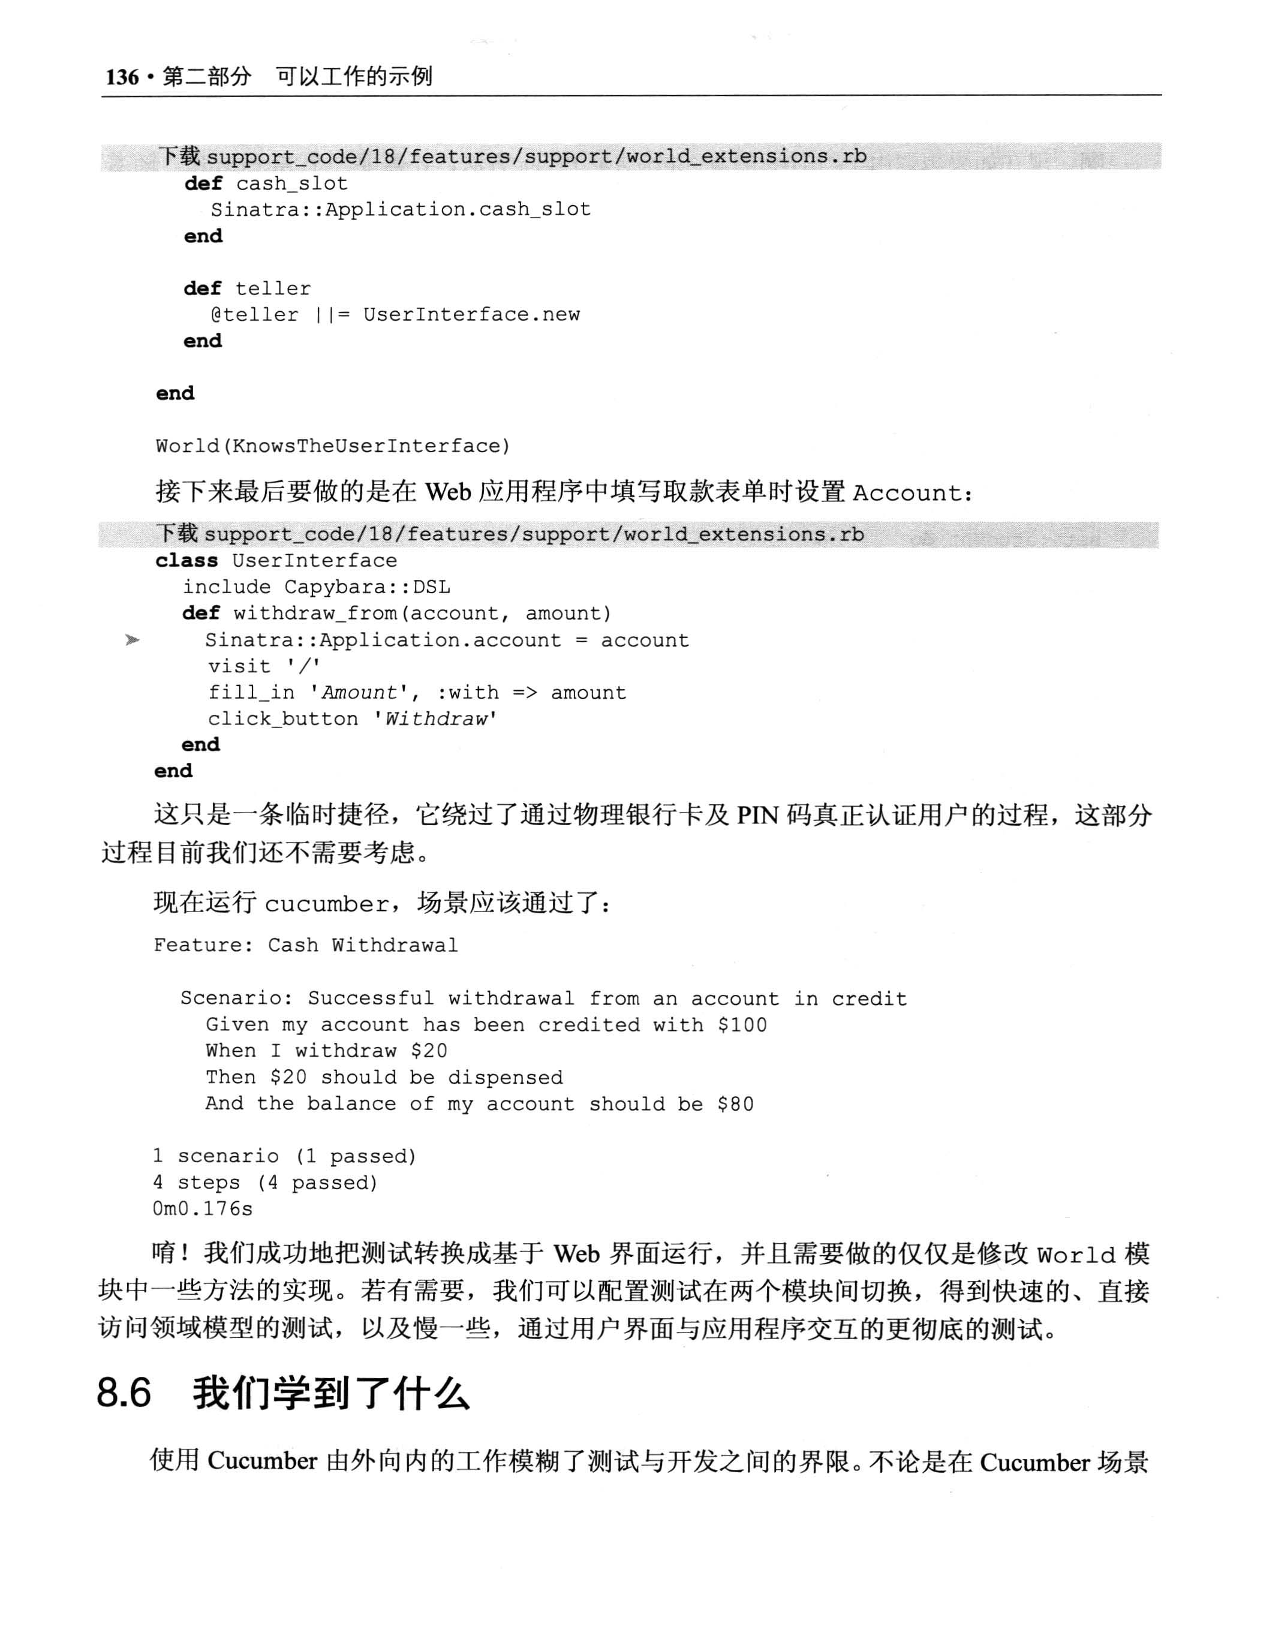 136 · 第二部分　可以工作的示例
下载 support_code/18/features/support/world_extensions.rb
def cash_slot
Sinatra::Application.cash_slot
end
def teller
@teller ||= UserInterface.new
end
end
World(KnowsTheUserInterface)
接下来最后要做的是在 Web 应用程序中填写取款表单时设置 Account：
下载 support_code/18/features/support/world_extensions.rb
class UserInterface
include Capybara::DSL
def withdraw_from(account, amount)
➤ Sinatra::Application.account = account
visit '/'
fill_in 'Amount', :with => amount
click_button 'Withdraw'
end
end
这只是一条临时捷径，它绕过了通过物理银行卡及 PIN 码真正认证用户的过程，这部分
过程目前我们还不需要考虑。
现在运行 cucumber，场景应该通过了：
Feature: Cash Withdrawal
Scenario: Successful withdrawal from an account in credit
Given my account has been credited with $100
When I withdraw $20
Then $20 should be dispensed
And the balance of my account should be $80
1 scenario (1 passed)
4 steps (4 passed)
0m0.176s
唷！我们成功地把测试转换成基于 Web 界面运行，并且需要做的仅仅是修改 World 模
块中一些方法的实现。若有需要，我们可以配置测试在两个模块间切换，得到快速的、直接
访问领域模型的测试，以及慢一些，通过用户界面与应用程序交互的更彻底的测试。
8.6　我们学到了什么
使用 Cucumber 由外向内的工作模糊了测试与开发之间的界限。不论是在 Cucumber 场景